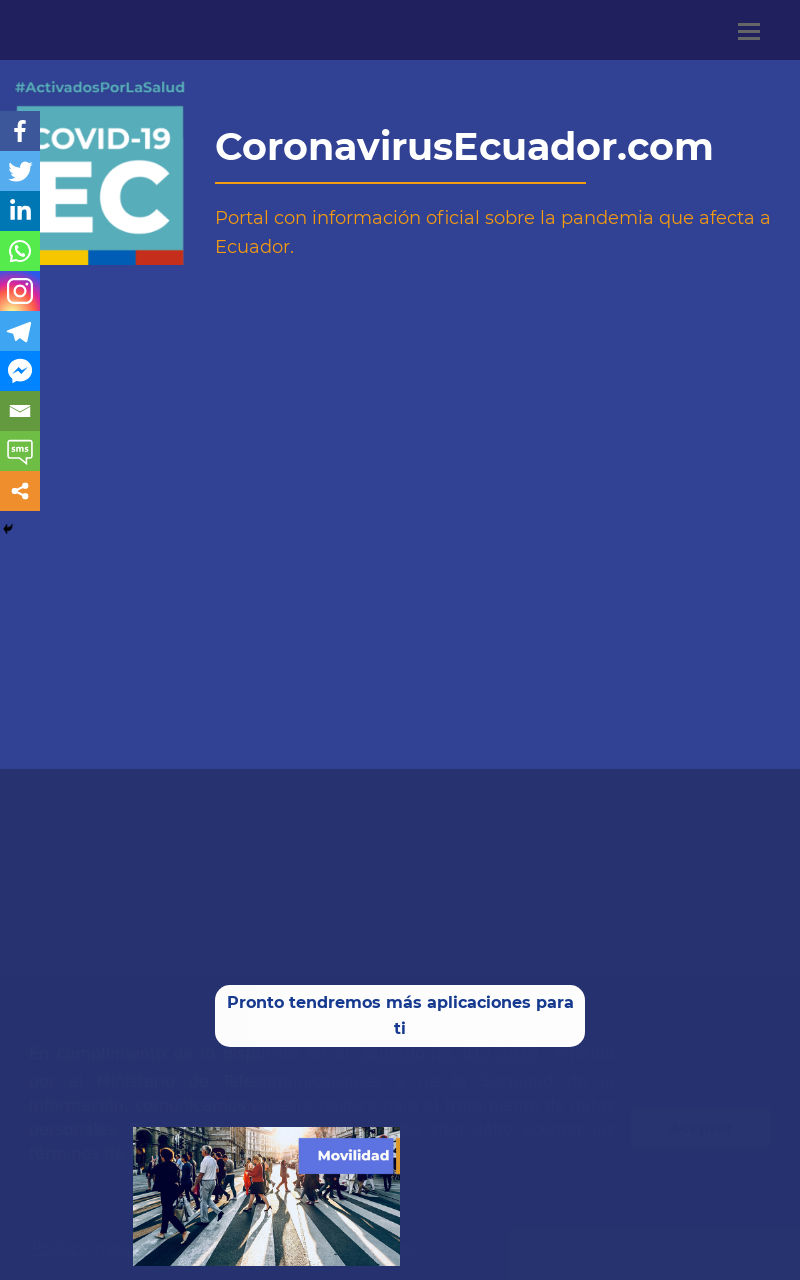 #ActivadosPorLaSalud
COVID-19
EC
CoronavirusEcuador.com
Portal con información oficial sobre la pandemia que afecta a
Ecuador.
sms
Pronto tendremos más aplicaciones para
ti
Movilidad